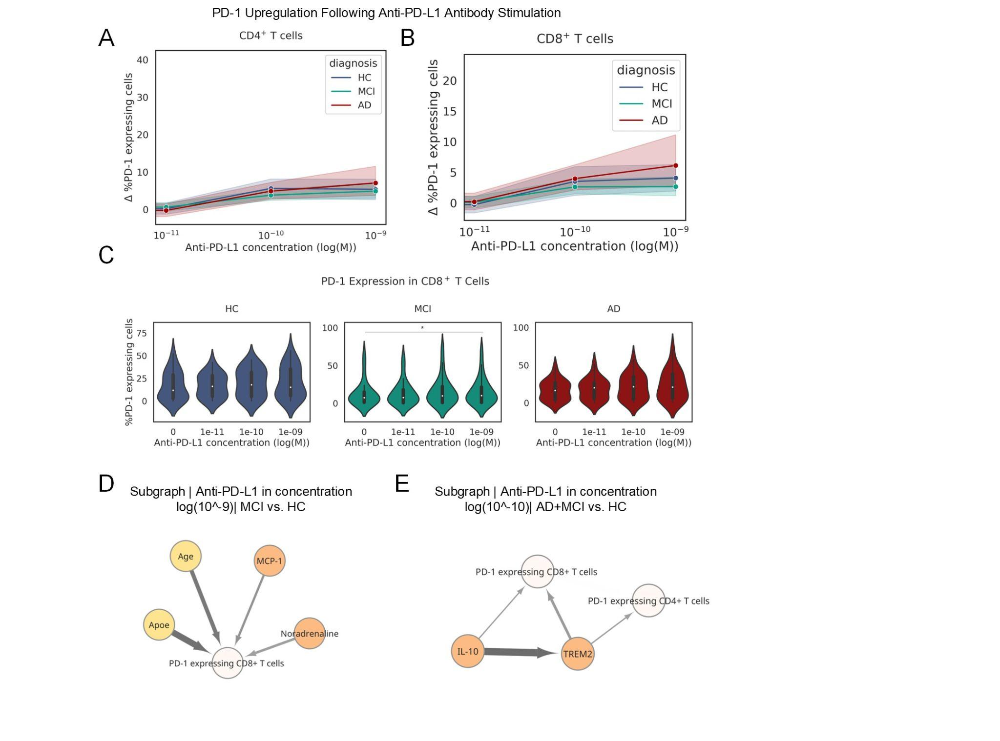 PD-1 Upregulation Following Anti-PD-L1 Antibody Stimulation
A
CD4⁺ T cells
Δ %PD-1 expressing cells
40
30
20
10
0
diagnosis
HC
MCI
AD
10⁻¹¹ 10⁻¹⁰ 10⁻⁹
Anti-PD-L1 concentration (log(M))
B
CD8⁺ T cells
Δ %PD-1 expressing cells
20
15
10
5
0
diagnosis
HC
MCI
AD
10⁻¹¹ 10⁻¹⁰ 10⁻⁹
Anti-PD-L1 concentration (log(M))
C
PD-1 Expression in CD8⁺ T Cells
HC
%PD-1 expressing cells
75
50
25
0
0 1e-11 1e-10 1e-09
Anti-PD-L1 concentration (log(M))
MCI
100
50
0
*
0 1e-11 1e-10 1e-09
Anti-PD-L1 concentration (log(M))
AD
100
50
0
0 1e-11 1e-10 1e-09
Anti-PD-L1 concentration (log(M))
D
Subgraph | Anti-PD-L1 in concentration
log(10^-9)| MCI vs. HC
Age
MCP-1
Apoe
Noradrenaline
PD-1 expressing CD8+ T cells
E
Subgraph | Anti-PD-L1 in concentration
log(10^-10)| AD+MCI vs. HC
PD-1 expressing CD8+ T cells
PD-1 expressing CD4+ T cells
IL-10
TREM2